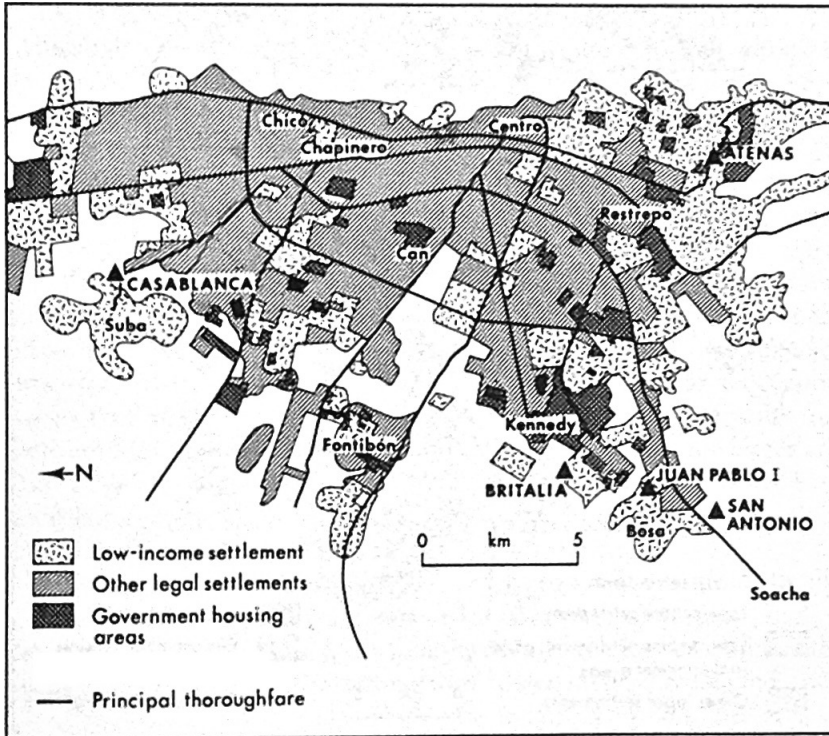 Chicó
Chapinero
Centro
ATENAS
Restrepo
Can
CASABLANCA
Suba
Kennedy
Fontibón
N
BRITALIA
JUAN PABLO I
SAN
ANTONIO
Bosa
0 km 5
Soacha
Low-income settlement
Other legal settlements
Government housing
areas
Principal thoroughfare